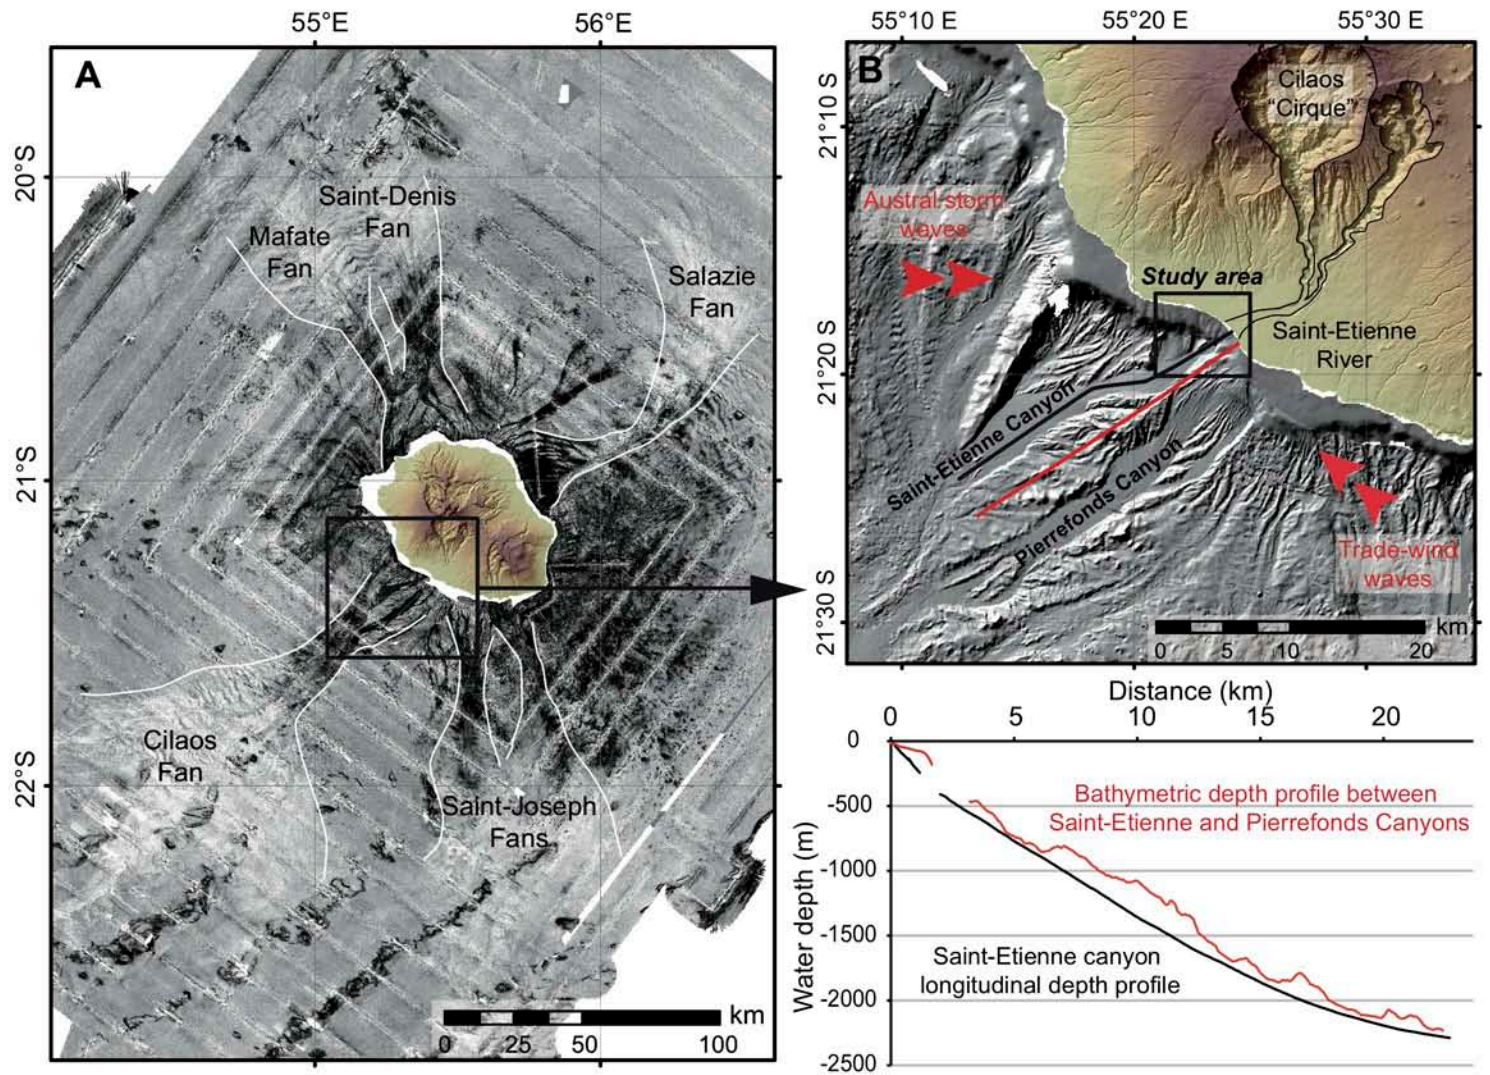 55°E
56°E
A
20°S
21°S
22°S
Saint-Denis
Fan
Mafate
Fan
Salazie
Fan
Cilaos
Fan
Saint-Joseph
Fans
km
0 25 50 100
55°10 E
55°20 E
55°30 E
B
21°10 S
21°20 S
21°30 S
Cilaos
"Cirque"
Austral storm
waves
Study area
Saint-Etienne
River
Saint-Etienne Canyon
Pierrefonds Canyon
Trade-wind
waves
km
0 5 10 20
Distance (km)
0 5 10 15 20
Water depth (m)
0
-500
-1000
-1500
-2000
-2500
Bathymetric depth profile between
Saint-Etienne and Pierrefonds Canyons
Saint-Etienne canyon
longitudinal depth profile